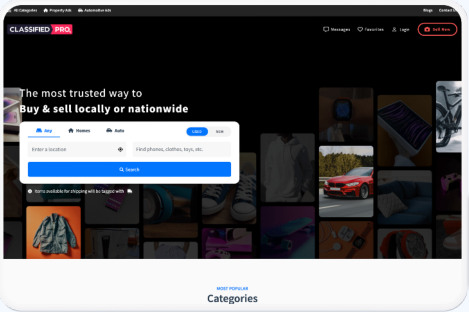 All Categories Property Ads Automotive Ads Blogs Contact Us
CLASSIFIED PRO. Messages Favorites Login Sell Here
The most trusted way to
Buy & sell locally or nationwide
Any Homes Auto USED NEW
Enter a location Find phones, clothes, toys, etc.
Search
Items available for shipping will be tagged with
MOST POPULAR
Categories